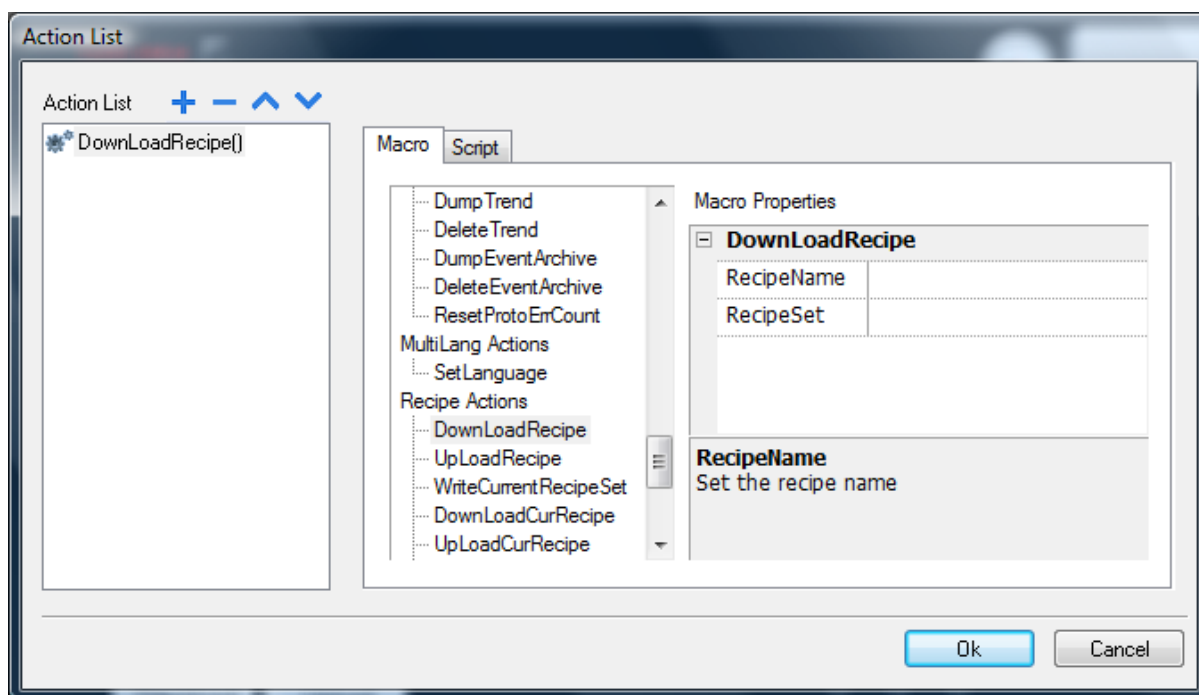 Action List
Action List
DownLoadRecipe()
Macro
Script
DumpTrend
DeleteTrend
DumpEventArchive
DeleteEventArchive
ResetProtoErrCount
MultiLang Actions
SetLanguage
Recipe Actions
DownLoadRecipe
UpLoadRecipe
WriteCurrentRecipeSet
DownLoadCurRecipe
UpLoadCurRecipe
Macro Properties
DownLoadRecipe
RecipeName
RecipeSet
RecipeName
Set the recipe name
Ok
Cancel